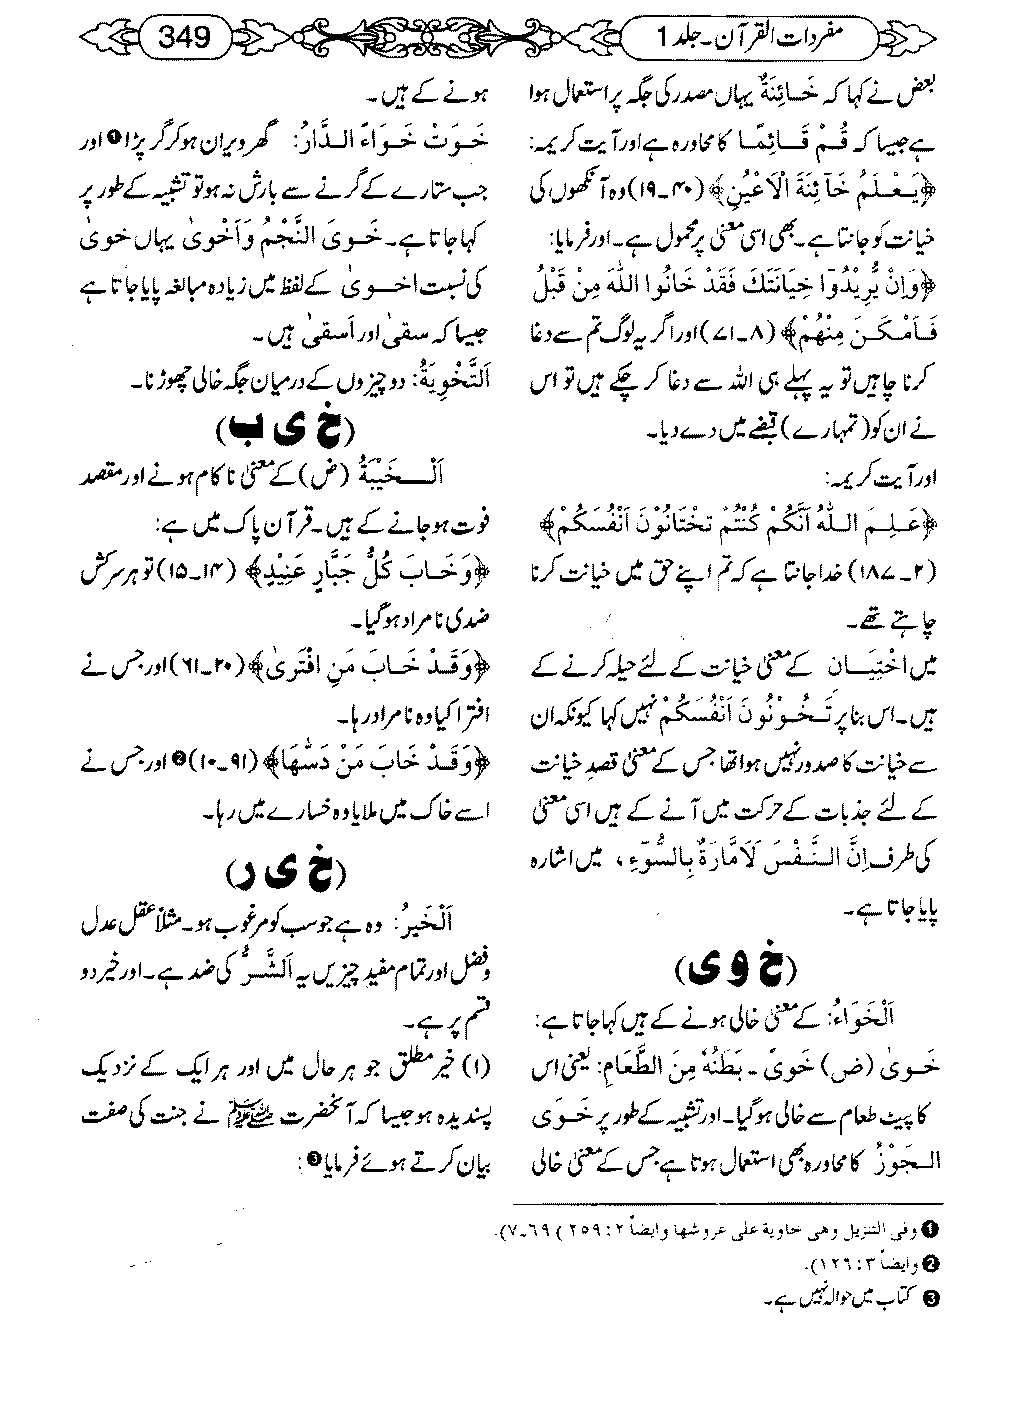 مفردات القرآن۔ جلد 1
349
بعض نے کہا کہ خَائِنَةٌ یہاں مصدر کی جگہ پر استعمال ہوا
ہے جیسا کہ قُمْ قَائِمًا کا محاورہ ہے اور آیت کریمہ:
﴿يَعْلَمُ خَآئِنَةَ الْاَعْيُنِ﴾ (۴۰۔۱۹) وہ آنکھوں کی
خیانت کو جانتا ہے۔ بھی اسی معنی پر محمول ہے۔ اور فرمایا:
﴿وَاِنْ يُّرِيْدُوْا خِيَانَتَكَ فَقَدْ خَانُوا اللّٰهَ مِنْ قَبْلُ
فَاَمْكَنَ مِنْهُمْ﴾ (۸۔۷۱) اور اگر یہ لوگ تم سے دغا
کرنا چاہیں تو یہ پہلے ہی اللہ سے دغا کر چکے ہیں تو اس
نے ان کو (تمہارے) قبضے میں دے دیا۔
اور آیت کریمہ:
﴿عَلِمَ اللّٰهُ اَنَّكُمْ كُنْتُمْ تَخْتَانُوْنَ اَنْفُسَكُمْ﴾
(۲۔۱۸۷) خدا جانتا ہے کہ تم اپنے حق میں خیانت کرنا
چاہتے تھے۔
میں اخْتِيَان کے معنی خیانت کے لئے حیلہ کرنے کے
ہیں۔ اس بنا پر تَخُوْنُوْنَ اَنْفُسَكُمْ نہیں کہا کیونکہ ان
سے خیانت کا صدور نہیں ہوا تھا جس کے معنی قصدِ خیانت
کے لئے جذبات کے حرکت میں آنے کے ہیں اسی معنی
کی طرف اِنَّ النَّفْسَ لَاَمَّارَةٌ بِالسُّوْٓءِ، میں اشارہ
پایا جاتا ہے۔
(خ و ی)
اَلْخَوَاءُ: کے معنی خالی ہونے کے ہیں کہا جاتا ہے:
خَوٰى (ض) خَوًى ۔ بَطْنُهُ مِنَ الطَّعَامِ: یعنی اس
کا پیٹ طعام سے خالی ہو گیا۔ اور تشبیہ کے طور پر خَوَى
الْجَوْزُ کا محاورہ بھی استعمال ہوتا ہے جس کے معنی خالی
ہونے کے ہیں۔
خَوَتْ خَوَاءً الدَّارُ: گھر ویران ہو کر گر پڑا❶ اور
جب ستارے کے گرنے سے بارش نہ ہو تو تشبیہ کے طور پر
کہا جاتا ہے۔ خَوَى النَّجْمُ وَاَخْوٰى یہاں خوٰی
کی نسبت اخوٰى کے لفظ میں زیادہ مبالغہ پایا جاتا ہے
جیسا کہ سقٰی اور اَسقٰی ہیں۔
اَلتَّخْوِيَةُ: دو چیزوں کے درمیان جگہ خالی چھوڑنا۔
(خ ی ب)
اَلْخَيْبَةُ (ض) کے معنی ناکام ہونے اور مقصد
فوت ہو جانے کے ہیں۔ قرآن پاک میں ہے:
﴿وَخَابَ كُلُّ جَبَّارٍ عَنِيْدٍ﴾ (۱۴۔۱۵) تو ہر سرکش
ضدی نامراد ہو گیا۔
﴿وَقَدْ خَابَ مَنِ افْتَرٰى﴾ (۲۰۔۶۱) اور جس نے
افترا کیا وہ نامراد رہا۔
﴿وَقَدْ خَابَ مَنْ دَسّٰهَا﴾ (۹۱۔۱۰)❷ اور جس نے
اسے خاک میں ملایا وہ خسارے میں رہا۔
(خ ی ر)
اَلْخَيْرُ: وہ ہے جو سب کو مرغوب ہو۔ مثلاً عقل عدل
وفضل اور تمام مفید چیزیں یہ اَلشَّرُّ کی ضد ہے۔ اور خیر دو
قسم پر ہے۔
(۱) خیر مطلق جو ہر حال میں اور ہر ایک کے نزدیک
پسندیدہ ہو جیسا کہ آنحضرت ﷺ نے جنت کی صفت
بیان کرتے ہوئے فرمایا❸:
❶ وفی التنزیل وهی خاویة علی عروشها وایضاً ۲: ۲۵۹ ) ۶۹۔۷).
❷ وایضاً ۳: ۱۲۶).
❸ کتاب میں حوالہ نہیں ہے۔